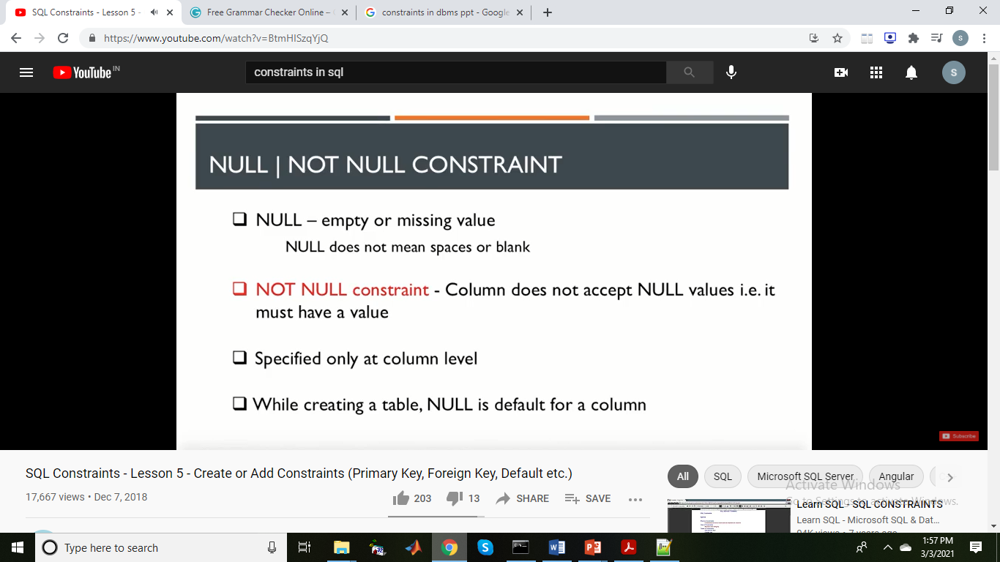 SQL Constraints - Lesson 5 -
Free Grammar Checker Online –
constraints in dbms ppt - Google
https://www.youtube.com/watch?v=BtmHISzqYjQ
S
YouTube IN
constraints in sql
S
NULL | NOT NULL CONSTRAINT
NULL – empty or missing value
NULL does not mean spaces or blank
NOT NULL constraint - Column does not accept NULL values i.e. it
must have a value
Specified only at column level
While creating a table, NULL is default for a column
Subscribe
SQL Constraints - Lesson 5 - Create or Add Constraints (Primary Key, Foreign Key, Default etc.)
17,667 views • Dec 7, 2018
203
13
SHARE
SAVE
All
SQL
Microsoft SQL Server
Angular
Activate Windows
Go to Settings to activate Windows.
Learn SQL - SQL CONSTRAINTS
Learn SQL - Microsoft SQL & Dat...
94K views • 7 years ago
Type here to search
1:57 PM
3/3/2021